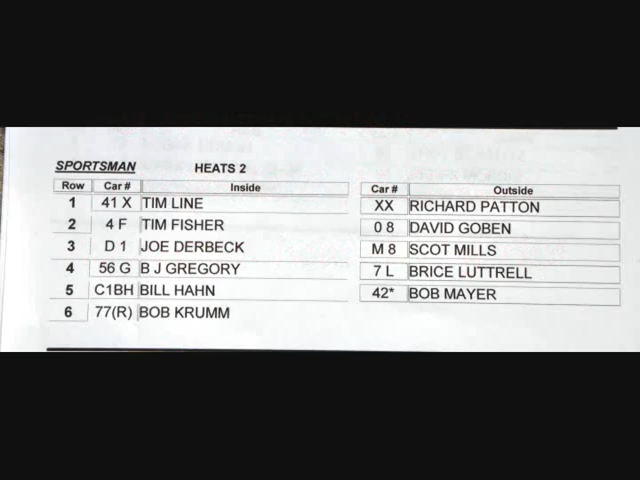 SPORTSMAN HEATS 2
Row Car # Inside Car # Outside
1 41 X TIM LINE XX RICHARD PATTON
2 4 F TIM FISHER 0 8 DAVID GOBEN
3 D 1 JOE DERBECK M 8 SCOT MILLS
4 56 G B J GREGORY 7 L BRICE LUTTRELL
5 C1BH BILL HAHN 42* BOB MAYER
6 77(R) BOB KRUMM